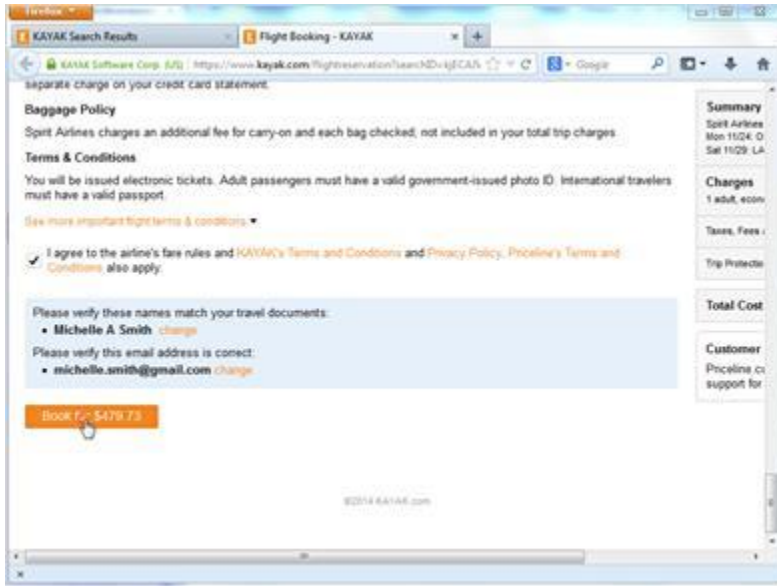 Firefox
KAYAK Search Results
Flight Booking - KAYAK
KAYAK Software Corp. (US) https://www.kayak.com/flightreservation?searchID=
Google
separate charge on your credit card statement.
Baggage Policy
Spirit Airlines charges an additional fee for carry-on and each bag checked; not included in your total trip charges
Terms & Conditions
You will be issued electronic tickets. Adult passengers must have a valid government-issued photo ID. International travelers
must have a valid passport.
See more important flight terms & conditions
I agree to the airline's fare rules and KAYAK's Terms and Conditions and Privacy Policy. Priceline's Terms and
Conditions also apply.
Please verify these names match your travel documents:
• Michelle A Smith change
Please verify this email address is correct:
• michelle.smith@gmail.com change
Book for $479.73
©2014 KAYAK.com
Summary
Spirit Airlines
Mon 11/24: O
Sat 11/29: LA
Charges
1 adult, econ
Taxes, Fees
Trip Protectio
Total Cost
Customer
Priceline.co
support for